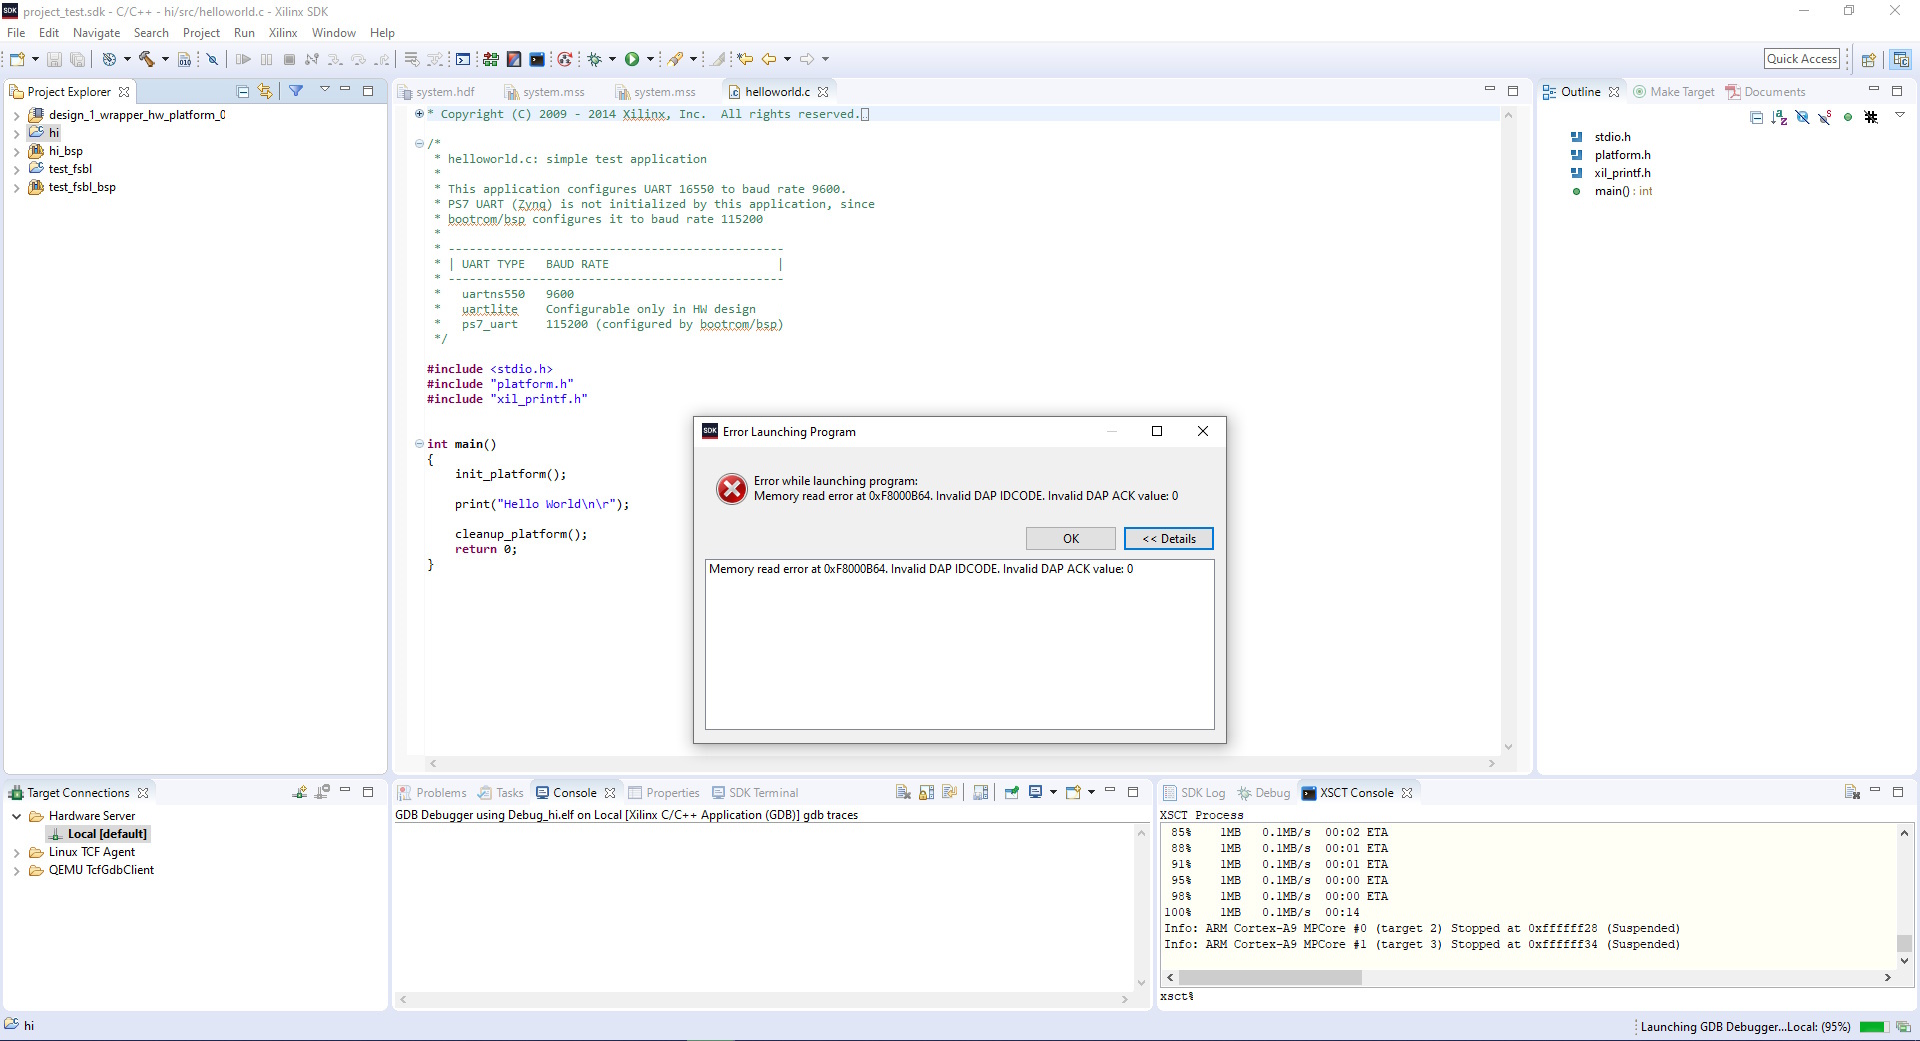 SDK project_test.sdk - C/C++ - hi/src/helloworld.c - Xilinx SDK
File Edit Navigate Search Project Run Xilinx Window Help
Quick Access
Project Explorer
design_1_wrapper_hw_platform_0
hi
hi_bsp
test_fsbl
test_fsbl_bsp
system.hdf system.mss system.mss helloworld.c
* Copyright (C) 2009 - 2014 Xilinx, Inc.  All rights reserved.
/*
 * helloworld.c: simple test application
 *
 * This application configures UART 16550 to baud rate 9600.
 * PS7 UART (Zynq) is not initialized by this application, since
 * bootrom/bsp configures it to baud rate 115200
 *
 * ------------------------------------------------
 * | UART TYPE   BAUD RATE                        |
 * ------------------------------------------------
 *   uartns550   9600
 *   uartlite    Configurable only in HW design
 *   ps7_uart    115200 (configured by bootrom/bsp)
 */
#include <stdio.h>
#include "platform.h"
#include "xil_printf.h"
int main()
{
    init_platform();
    print("Hello World\n\r");
    cleanup_platform();
    return 0;
}
Outline Make Target Documents
stdio.h
platform.h
xil_printf.h
main() : int
SDK Error Launching Program
Error while launching program:
Memory read error at 0xF8000B64. Invalid DAP IDCODE. Invalid DAP ACK value: 0
OK << Details
Memory read error at 0xF8000B64. Invalid DAP IDCODE. Invalid DAP ACK value: 0
Target Connections
Hardware Server
Local [default]
Linux TCF Agent
QEMU TcfGdbClient
Problems Tasks Console Properties SDK Terminal
GDB Debugger using Debug_hi.elf on Local [Xilinx C/C++ Application (GDB)] gdb traces
SDK Log Debug XSCT Console
XSCT Process
85%    1MB   0.1MB/s  00:02 ETA
88%    1MB   0.1MB/s  00:01 ETA
91%    1MB   0.1MB/s  00:01 ETA
95%    1MB   0.1MB/s  00:00 ETA
98%    1MB   0.1MB/s  00:00 ETA
100%    1MB   0.1MB/s  00:14
Info: ARM Cortex-A9 MPCore #0 (target 2) Stopped at 0xffffff28 (Suspended)
Info: ARM Cortex-A9 MPCore #1 (target 3) Stopped at 0xffffff34 (Suspended)
xsct%
hi
Launching GDB Debugger...Local: (95%)